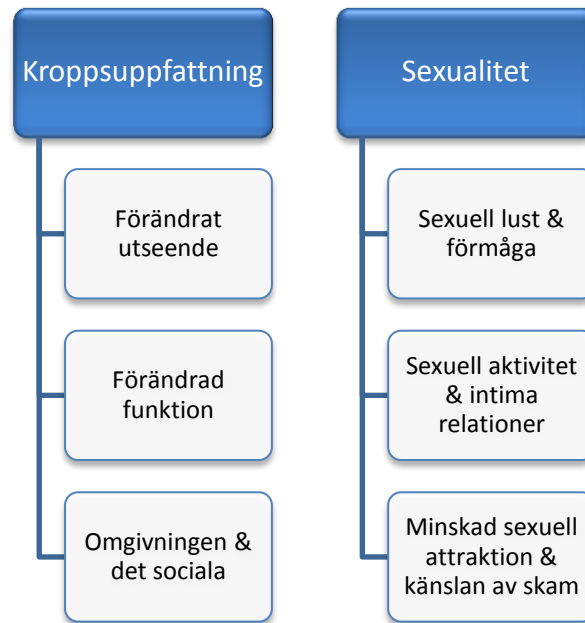 Kroppsuppfattning
Förändrat
utseende
Förändrad
funktion
Omgivningen &
det sociala
Sexualitet
Sexuell lust &
förmåga
Sexuell aktivitet
& intima
relationer
Minskad sexuell
attraktion &
känslan av skam